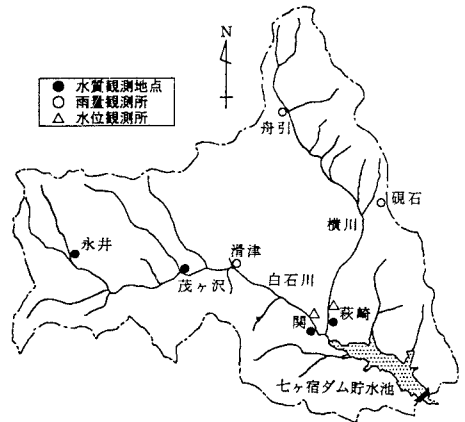 N
● 水質観測地点
○ 雨量観測所
△ 水位観測所
舟引
硯石
横川
永井
滑津
茂ヶ沢
白石川
関
萩崎
七ヶ宿ダム貯水池